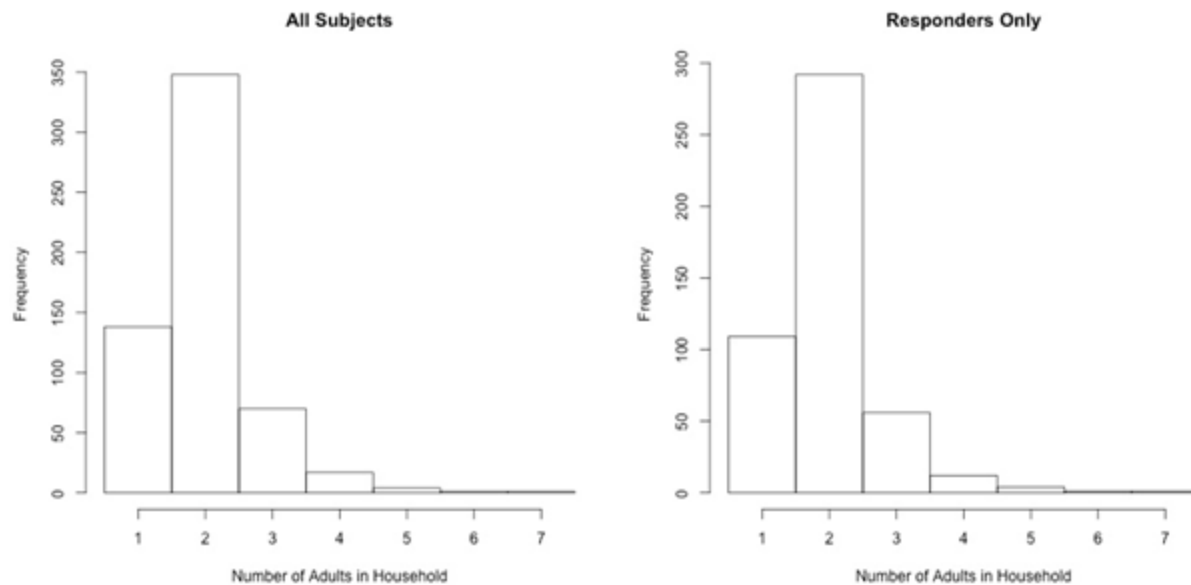 All Subjects
Frequency
0 50 100 150 200 250 300 350
1 2 3 4 5 6 7
Number of Adults in Household
Responders Only
Frequency
0 50 100 150 200 250 300
1 2 3 4 5 6 7
Number of Adults in Household